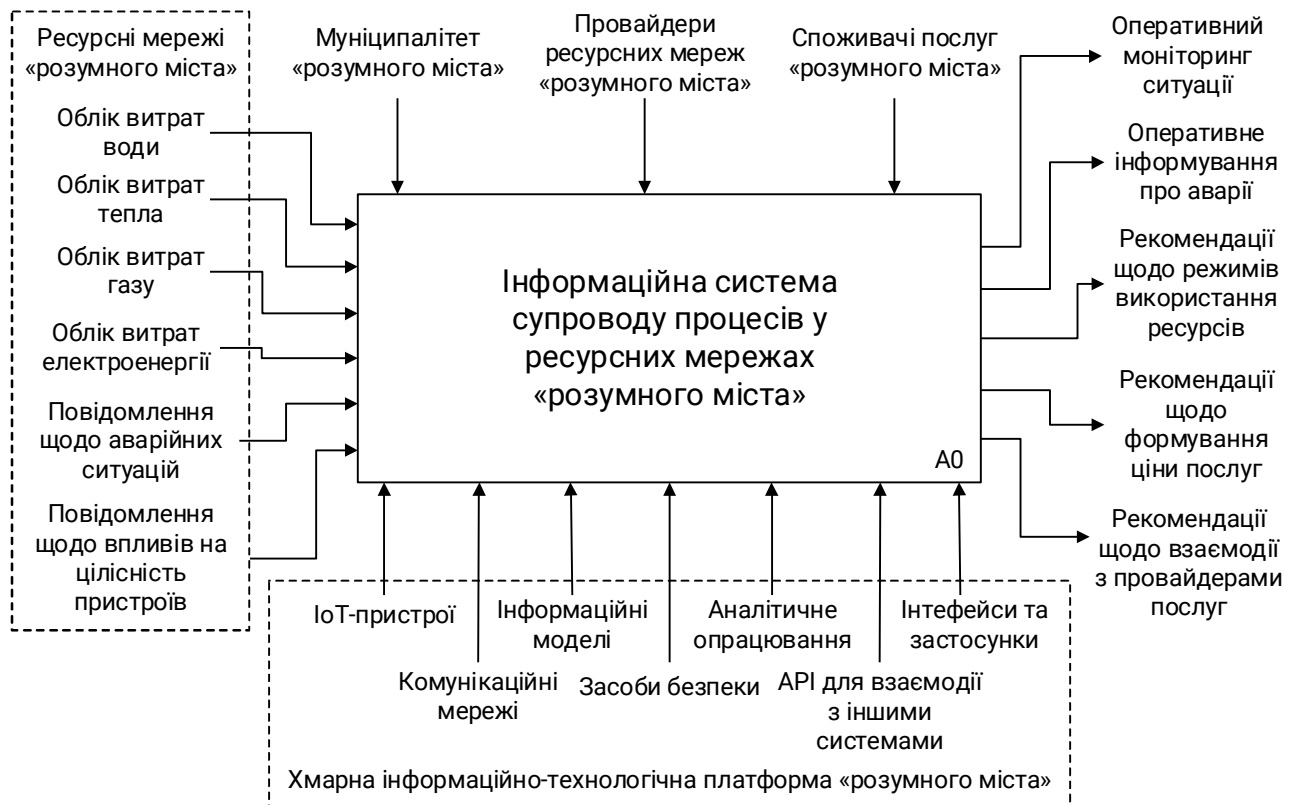 Ресурсні мережі
«розумного міста»
Облік витрат
води
Облік витрат
тепла
Облік витрат
газу
Облік витрат
електроенергії
Повідомлення
щодо аварійних
ситуацій
Повідомлення
щодо впливів на
цілісність
пристроїв
Муніципалітет
«розумного міста»
Провайдери
ресурсних мереж
«розумного міста»
Споживачі послуг
«розумного міста»
Інформаційна система
супроводу процесів у
ресурсних мережах
«розумного міста»
А0
Оперативний
моніторинг
ситуації
Оперативне
інформування
про аварії
Рекомендації
щодо режимів
використання
ресурсів
Рекомендації
щодо
формування
ціни послуг
Рекомендації
щодо взаємодії
з провайдерами
послуг
ІоТ-пристрої
Комунікаційні
мережі
Інформаційні
моделі
Засоби безпеки
Аналітичне
опрацювання
АРІ для взаємодії
з іншими
системами
Інтефейси та
застосунки
Хмарна інформаційно-технологічна платформа «розумного міста»